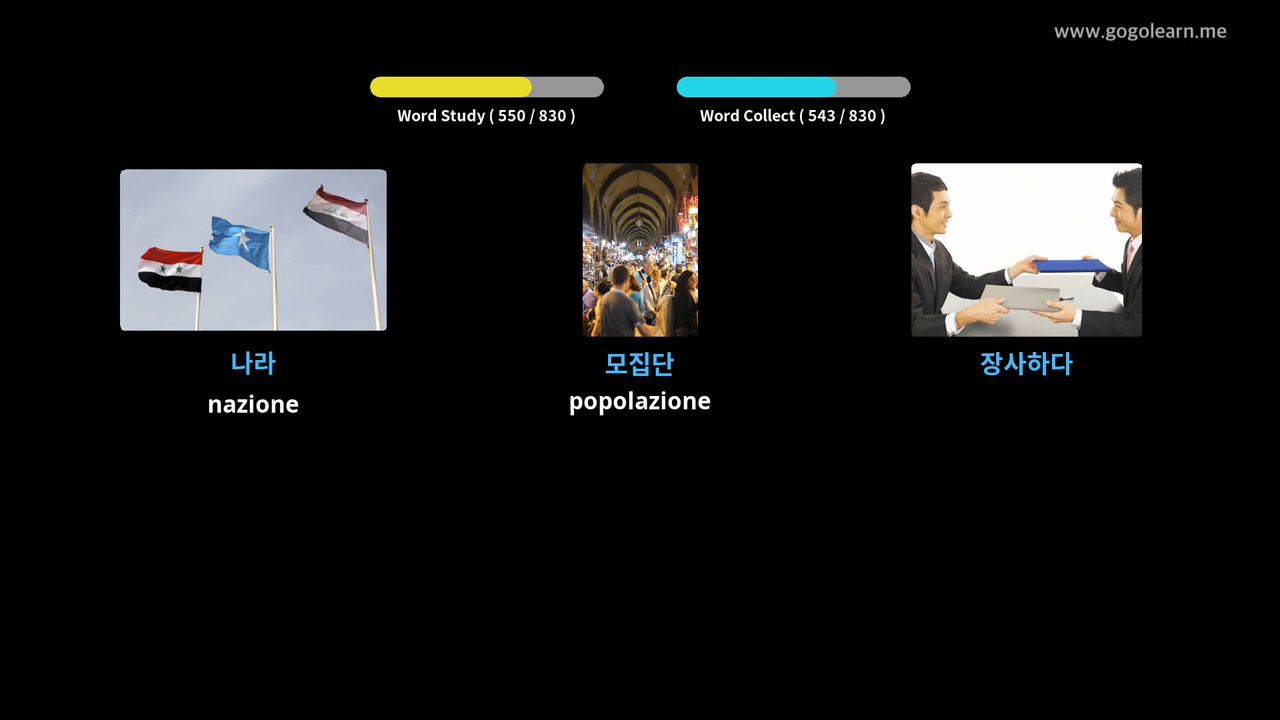 www.gogolearn.me
Word Study ( 550 / 830 )
Word Collect ( 543 / 830 )
나라
모집단
장사하다
nazione
popolazione